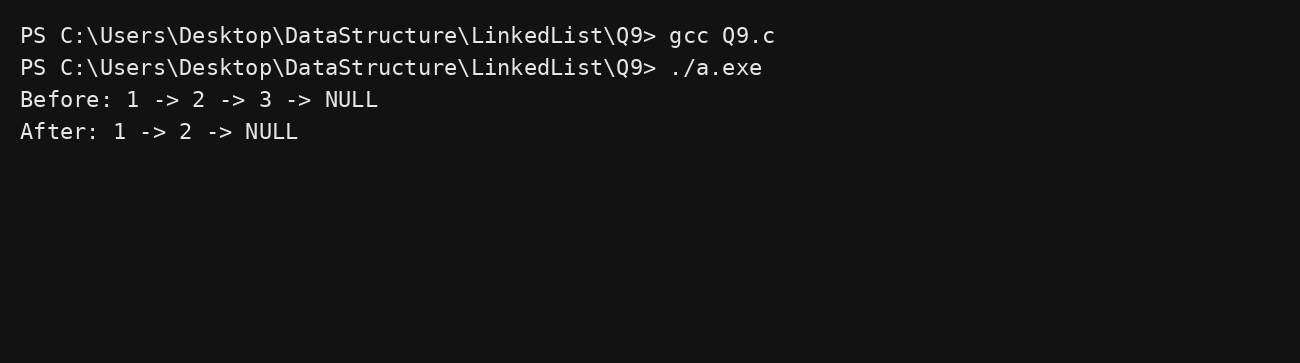 PS C:\Users\Desktop\DataStructure\LinkedList\Q9> gcc Q9.c
PS C:\Users\Desktop\DataStructure\LinkedList\Q9> ./a.exe
Before: 1 -> 2 -> 3 -> NULL
After: 1 -> 2 -> NULL